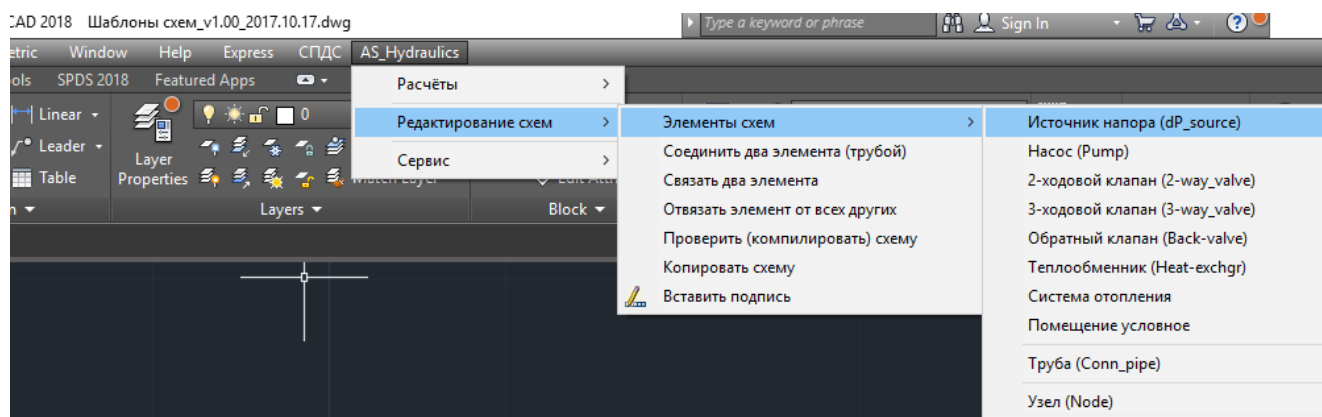 CAD 2018 Шаблоны схем_v1.00_2017.10.17.dwg
Type a keyword or phrase
Sign In
etric Window Help Express СПДС AS_Hydraulics
ools SPDS 2018 Featured Apps
Linear
Leader
Table
Layer
Properties
0
Match Layer
Layers
Block
Расчёты
Редактирование схем
Сервис
Элементы схем
Соединить два элемента (трубой)
Связать два элемента
Отвязать элемент от всех других
Проверить (компилировать) схему
Копировать схему
Вставить подпись
Источник напора (dP_source)
Насос (Pump)
2-ходовой клапан (2-way_valve)
3-ходовой клапан (3-way_valve)
Обратный клапан (Back-valve)
Теплообменник (Heat-exchgr)
Система отопления
Помещение условное
Труба (Conn_pipe)
Узел (Node)